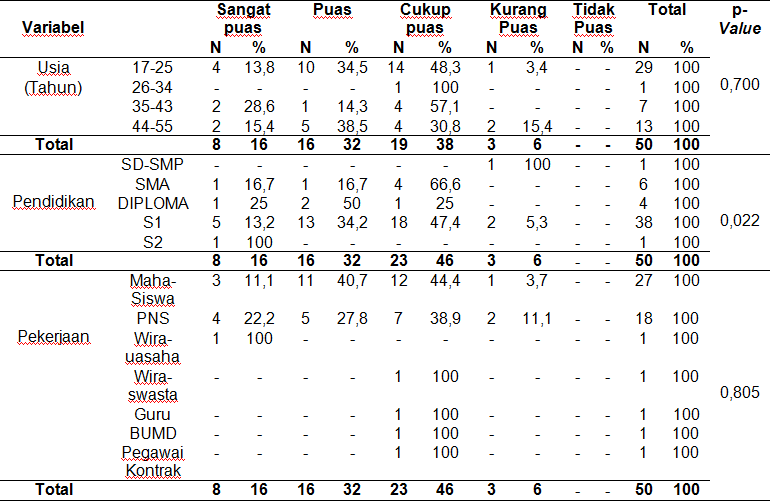 Variabel Sangat puas Puas Cukup puas Kurang Puas Tidak Puas Total p-Value
N % N % N % N % N % N %
Usia (Tahun) 17-25 4 13,8 10 34,5 14 48,3 1 3,4 - - 29 100 0,700
26-34 - - - - 1 100 - - 1 100
35-43 2 28,6 1 14,3 4 57,1 - - - - 7 100
44-55 2 15,4 5 38,5 4 30,8 2 15,4 - - 13 100
Total 8 16 16 32 19 38 3 6 - - 50 100
Pendidikan SD-SMP - - - - - - 1 100 - - 1 100 0,022
SMA 1 16,7 1 16,7 4 66,6 - - - - 6 100
DIPLOMA 1 25 2 50 1 25 - - - - 4 100
S1 5 13,2 13 34,2 18 47,4 2 5,3 - - 38 100
S2 1 100 - - - - - - - - 1 100
Total 8 16 16 32 23 46 3 6 - - 50 100
Pekerjaan Maha-Siswa 3 11,1 11 40,7 12 44,4 1 3,7 - - 27 100 0,805
PNS 4 22,2 5 27,8 7 38,9 2 11,1 - - 18 100
Wira-uasaha 1 100 - - - - - - - - 1 100
Wira-swasta - - - - 1 100 - - - - 1 100
Guru - - - - 1 100 - - - - 1 100
BUMD - - - - 1 100 - - - - 1 100
Pegawai Kontrak - - - - 1 100 - - - - 1 100
Total 8 16 16 32 23 46 3 6 - - 50 100